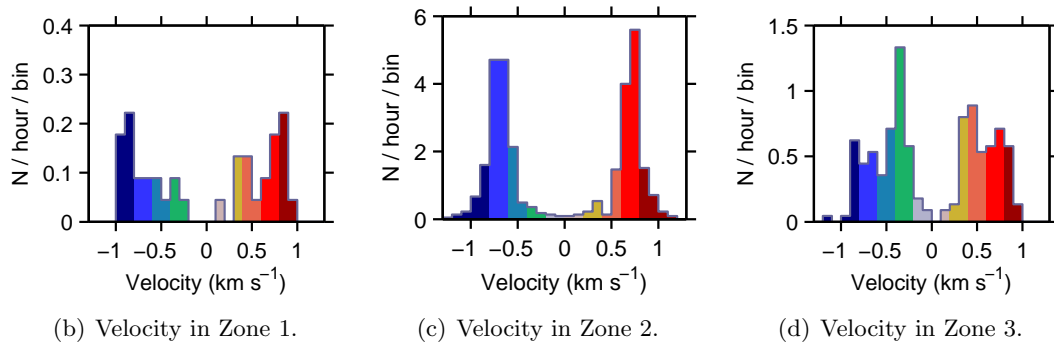 0.4
0.3
0.2
0.1
0
N / hour / bin
−1 −0.5 0 0.5 1
Velocity (km s⁻¹)
(b) Velocity in Zone 1.
6
4
2
0
N / hour / bin
−1 −0.5 0 0.5 1
Velocity (km s⁻¹)
(c) Velocity in Zone 2.
1.5
1
0.5
0
N / hour / bin
−1 −0.5 0 0.5 1
Velocity (km s⁻¹)
(d) Velocity in Zone 3.